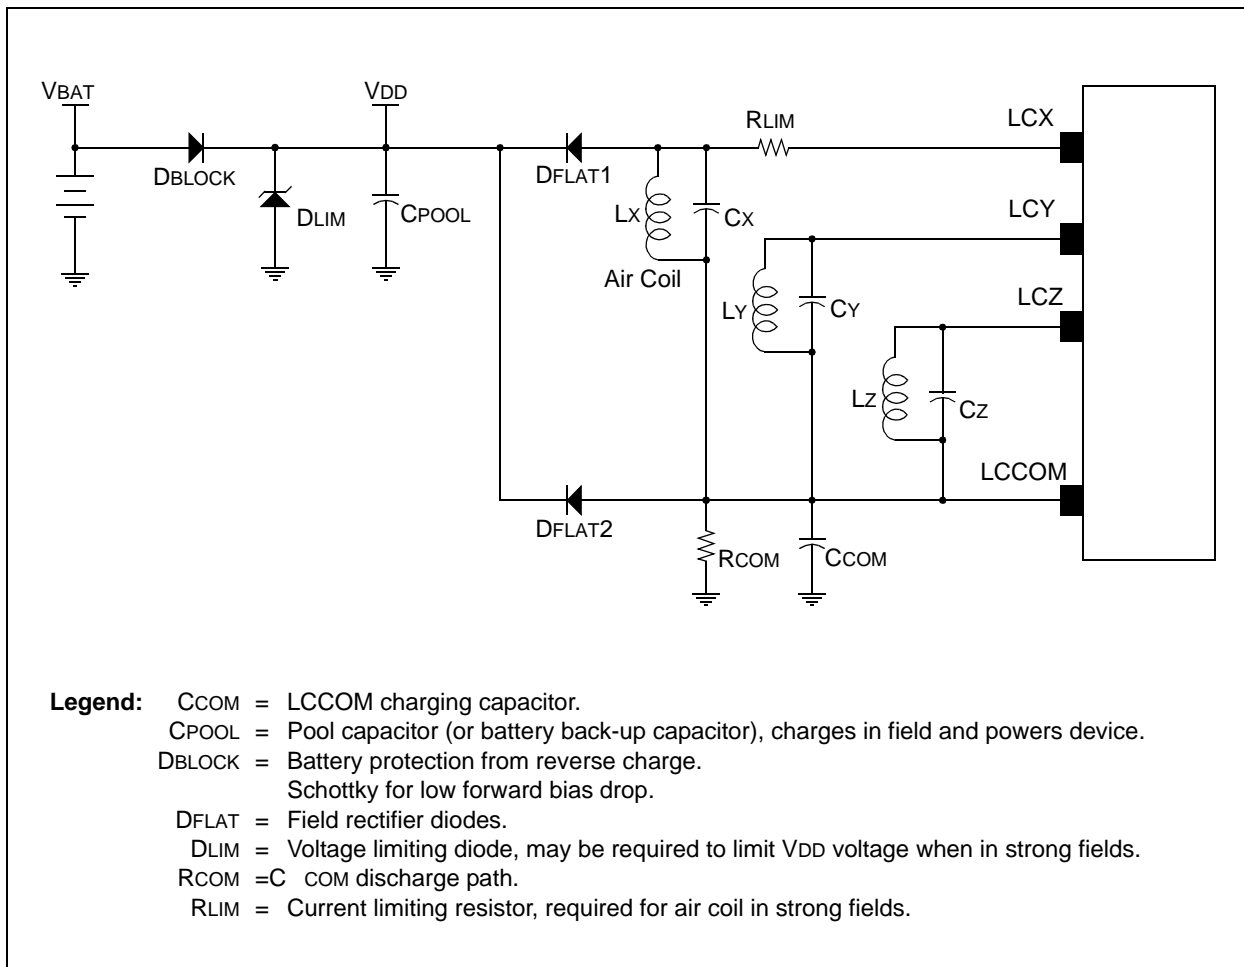 VBAT
VDD
RLIM
LCX
DBLOCK
DFLAT1
DLIM
CPOOL
LX
CX
LCY
Air Coil
LY
CY
LCZ
LZ
CZ
LCCOM
DFLAT2
RCOM
CCOM
Legend: CCOM = LCCOM charging capacitor.
CPOOL = Pool capacitor (or battery back-up capacitor), charges in field and powers device.
DBLOCK = Battery protection from reverse charge.
Schottky for low forward bias drop.
DFLAT = Field rectifier diodes.
DLIM = Voltage limiting diode, may be required to limit VDD voltage when in strong fields.
RCOM =C COM discharge path.
RLIM = Current limiting resistor, required for air coil in strong fields.